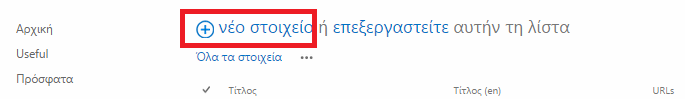 ⊕ νέο στοιχείο ή επεξεργαστείτε αυτήν τη λίστα
Αρχική
Useful
Όλα τα στοιχεία ···
Πρόσφατα
✓ Τίτλος Τίτλος (en) URLs